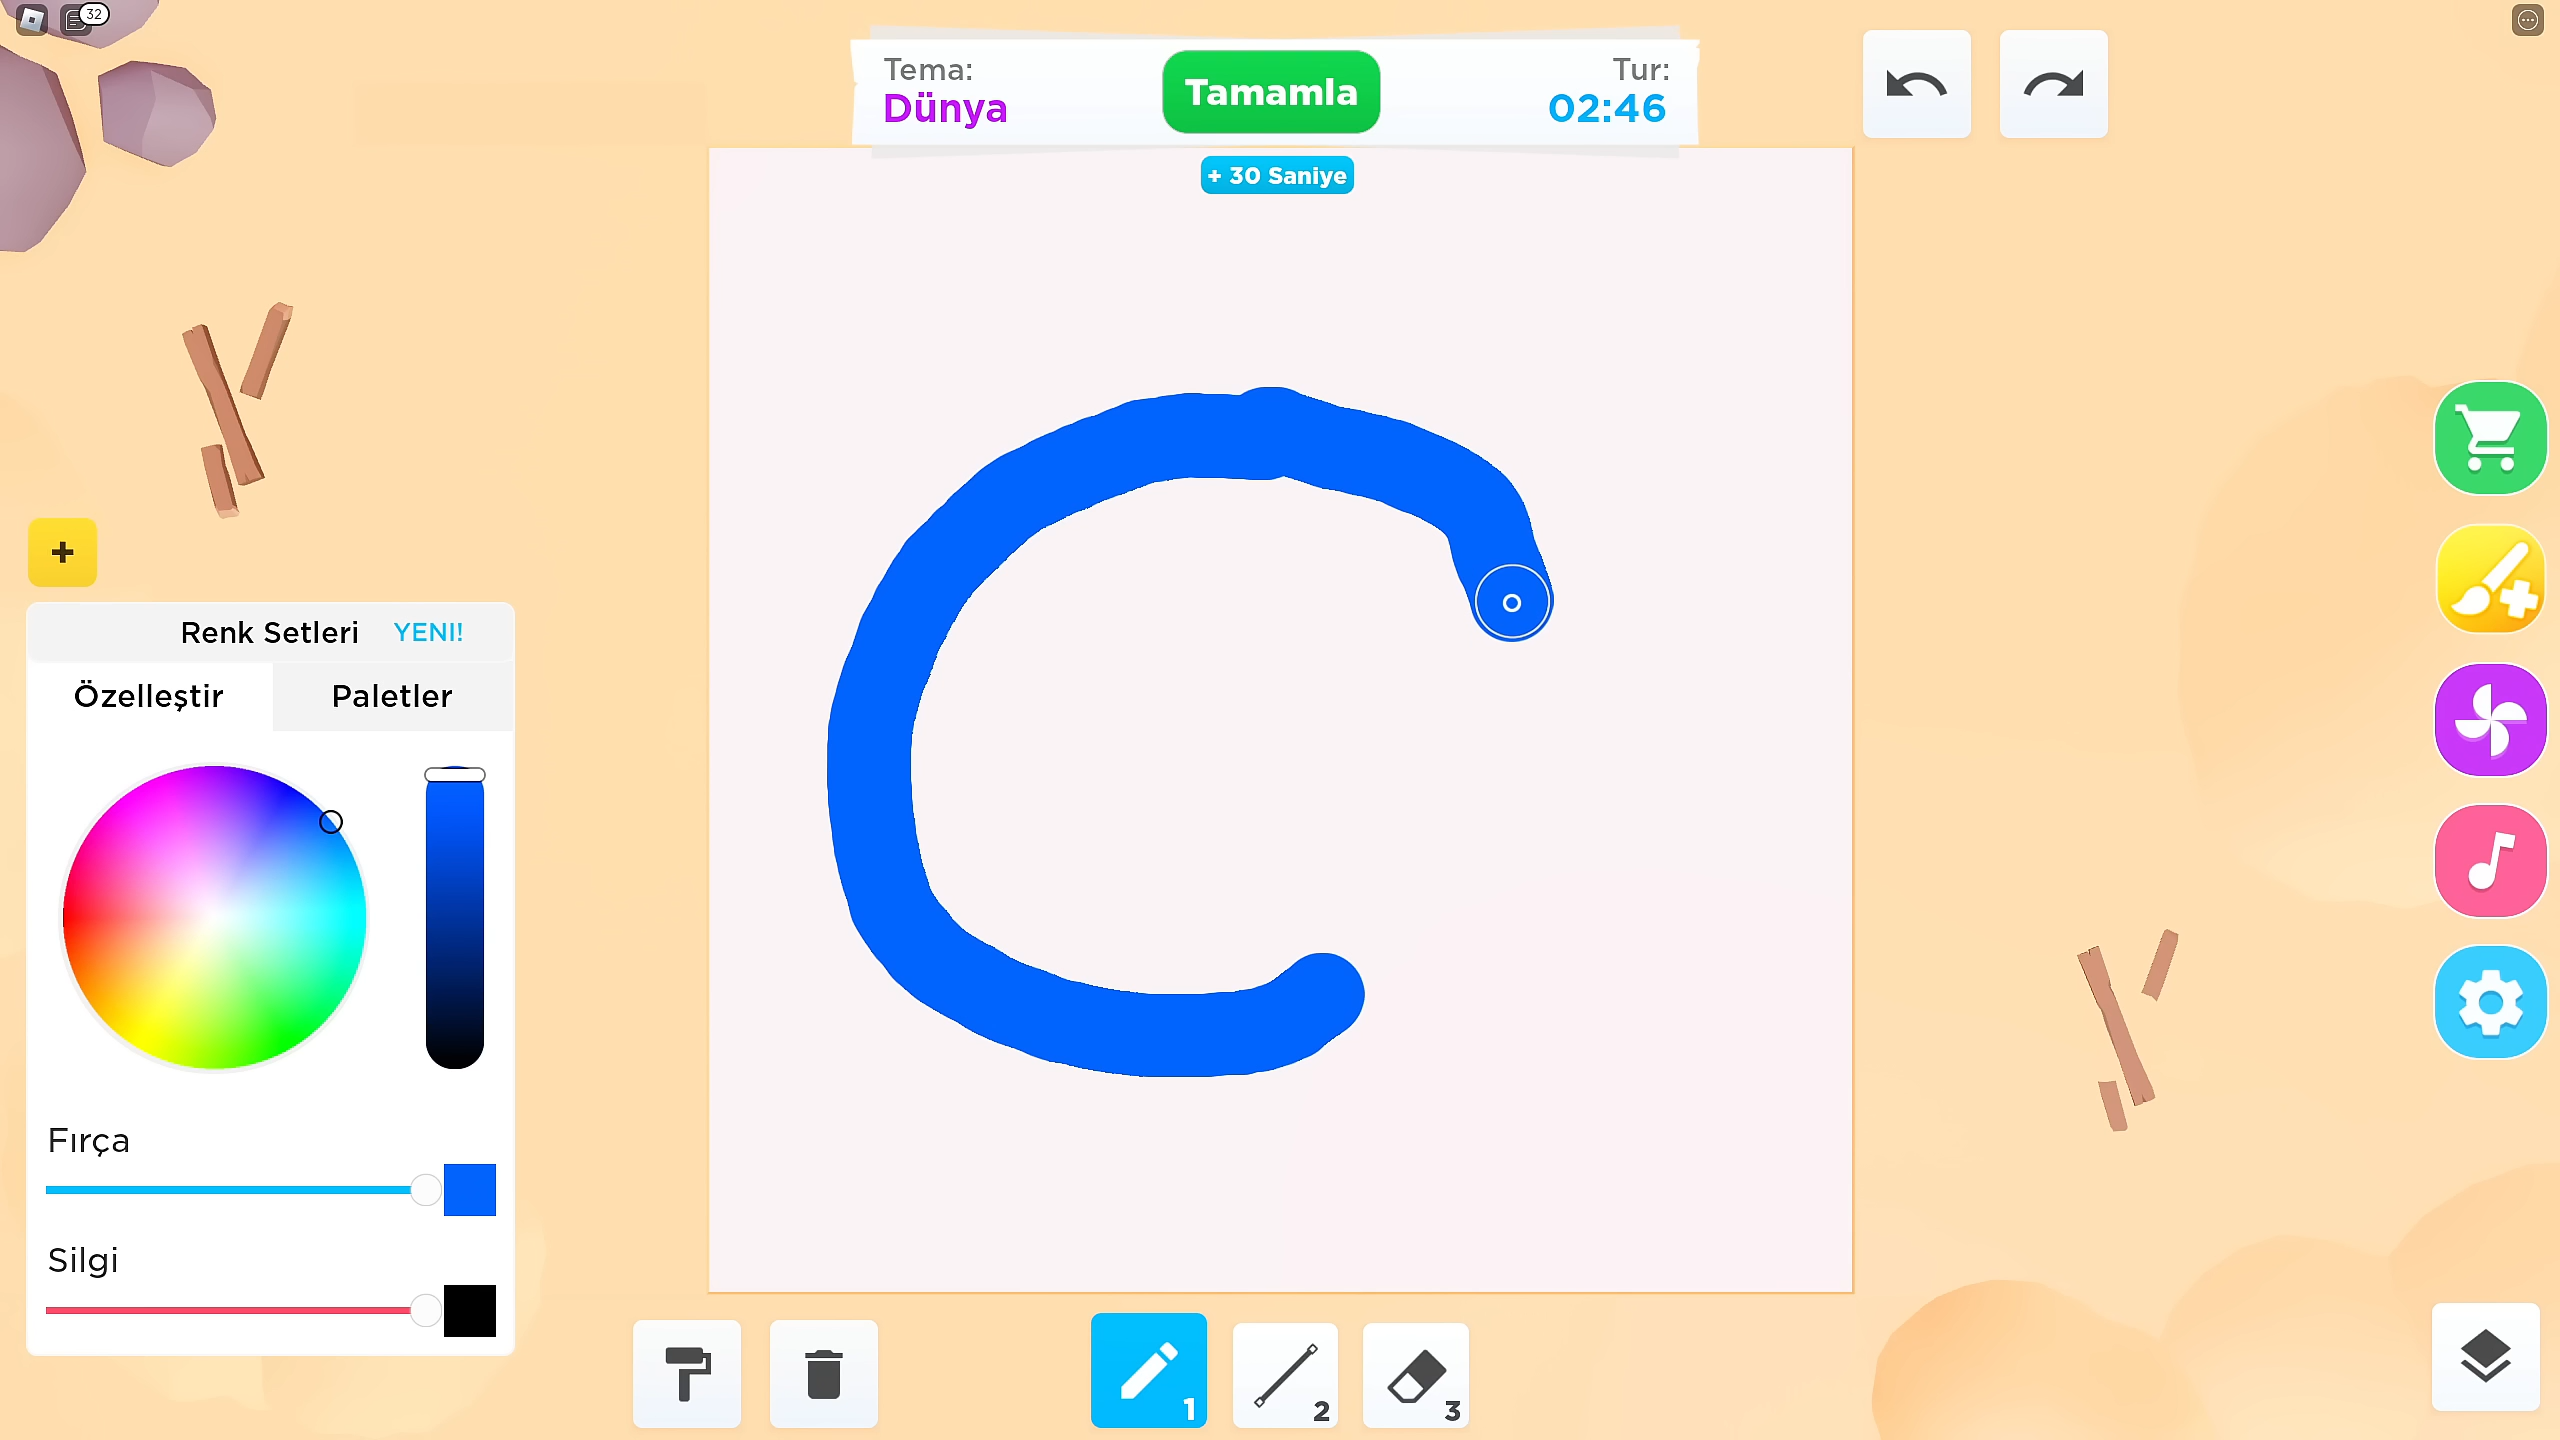 32
Tema:
Dünya
Tamamla
Tur:
02:46
+ 30 Saniye
+
Renk Setleri YENI!
Özelleştir Paletler
Fırça
Silgi
1
2
3